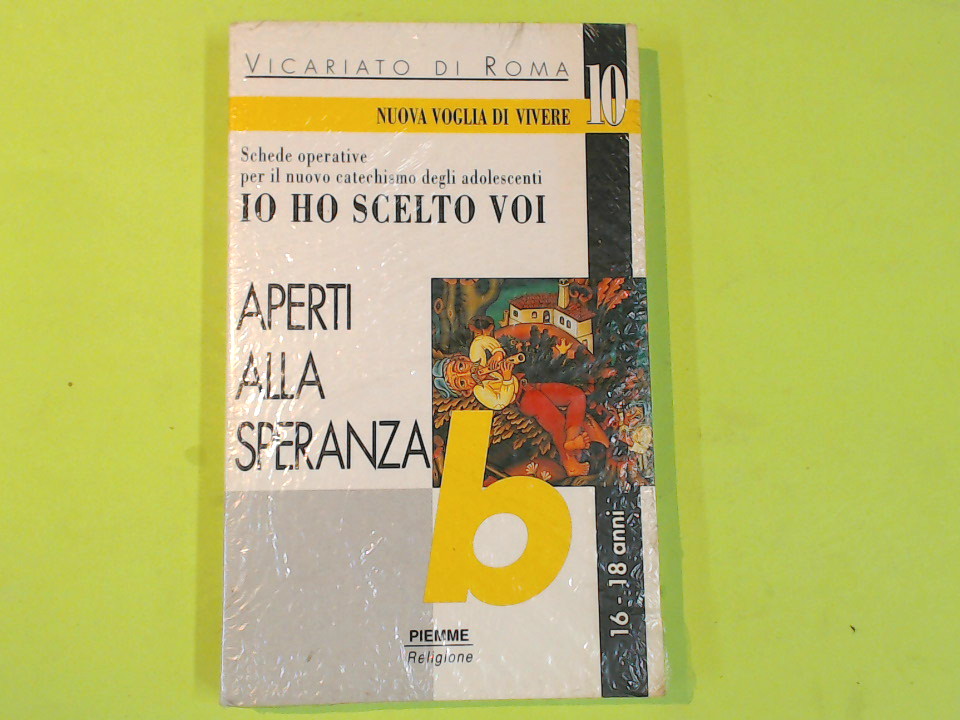 VICARIATO DI ROMA
10
NUOVA VOGLIA DI VIVERE
Schede operative
per il nuovo catechismo degli adolescenti
IO HO SCELTO VOI
APERTI
ALLA
SPERANZA
b
16 - 18 anni
PIEMME
Religione